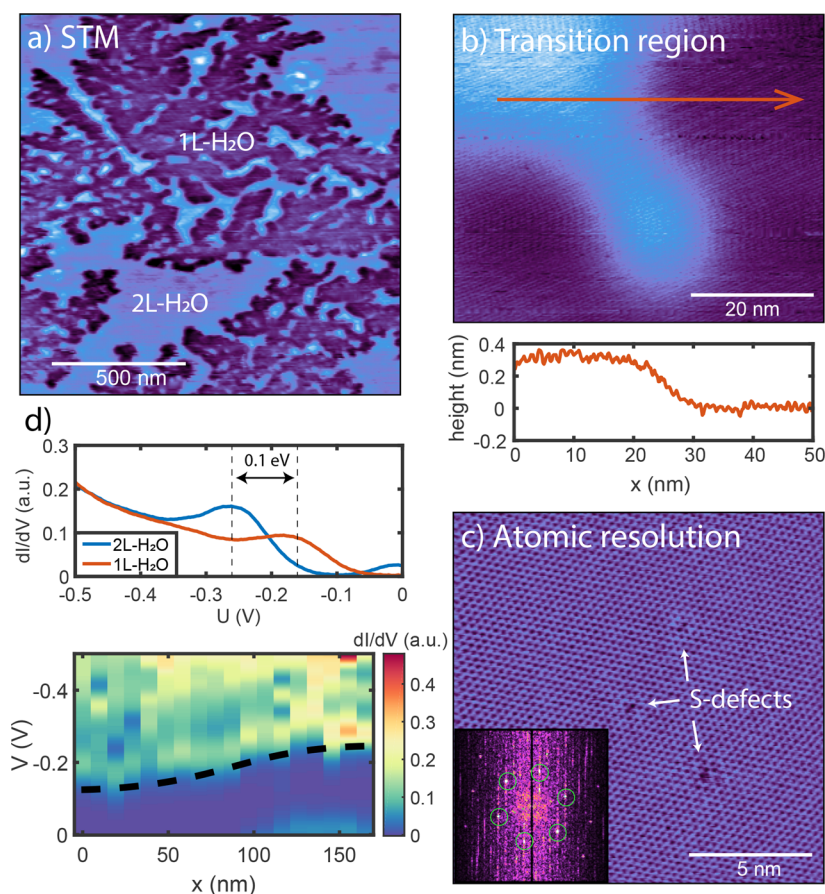 a) STM
1L-H₂O
2L-H₂O
500 nm
b) Transition region
20 nm
height (nm)
0.4
0.2
0
-0.2
0 10 20 30 40 50
x (nm)
d)
dI/dV (a.u.)
0.3
0.2
0.1
0
0.1 eV
2L-H₂O
1L-H₂O
-0.5 -0.4 -0.3 -0.2 -0.1 0
U (V)
dI/dV (a.u.)
V (V)
-0.4
-0.2
0
0 50 100 150
x (nm)
0.4
0.3
0.2
0.1
0
c) Atomic resolution
S-defects
5 nm